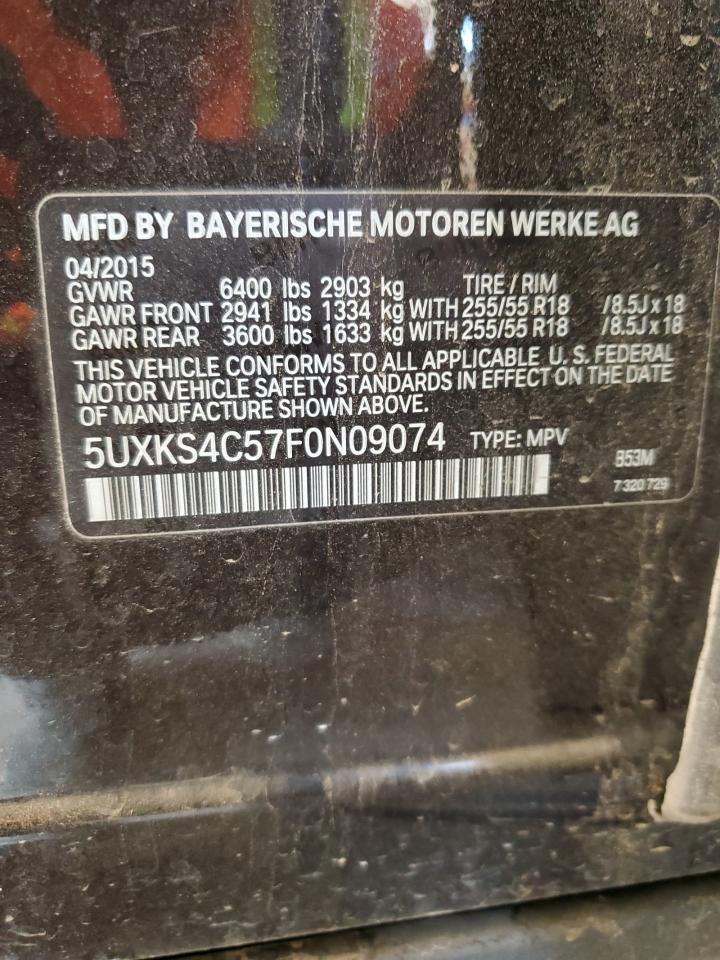 MFD BY BAYERISCHE MOTOREN WERKE AG
04/2015
GVWR 6400 lbs 2903 kg TIRE / RIM
GAWR FRONT 2941 lbs 1334 kg WITH 255/55 R18 /8.5J x 18
GAWR REAR 3600 lbs 1633 kg WITH 255/55 R18 /8.5J x 18
THIS VEHICLE CONFORMS TO ALL APPLICABLE U. S. FEDERAL
MOTOR VEHICLE SAFETY STANDARDS IN EFFECT ON THE DATE
OF MANUFACTURE SHOWN ABOVE.
5UXKS4C57F0N09074 TYPE: MPV
B53M
7 320 729